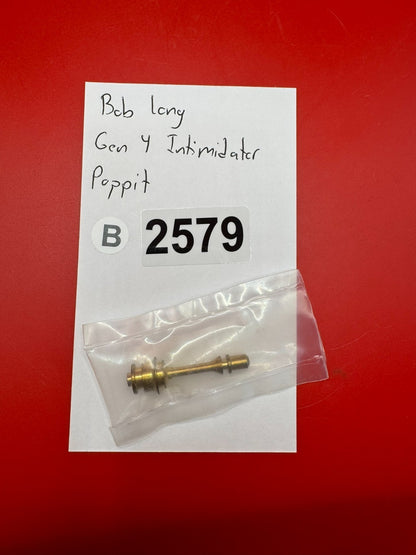 Bob Long
Gen 4 Intimidator
Poppit
B 2579